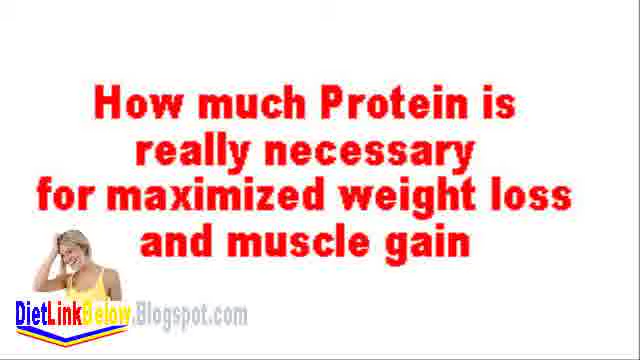 How much Protein is
really necessary
for maximized weight loss
and muscle gain
DietLinkBelow.Blogspot.com